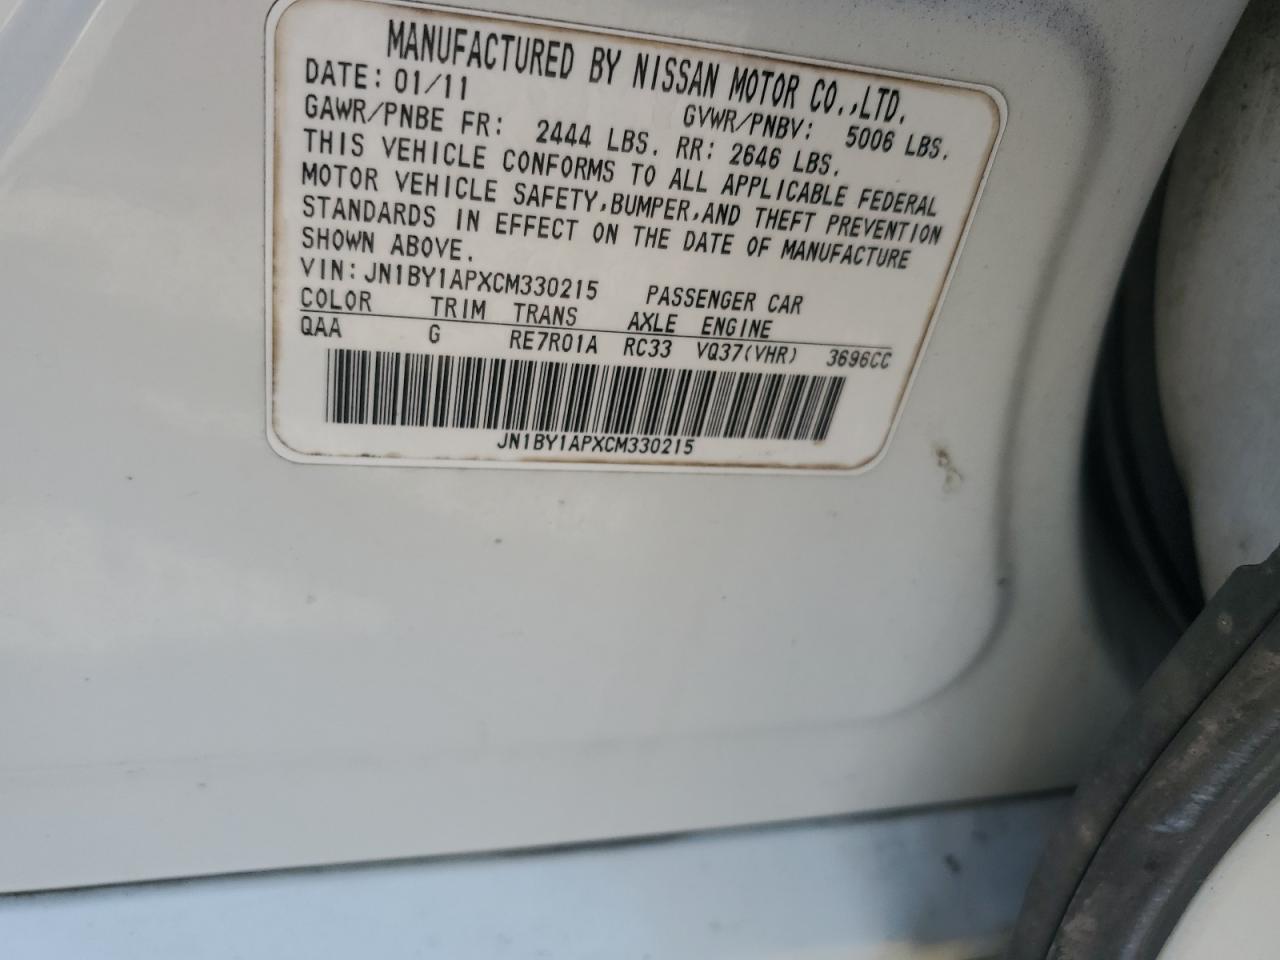 MANUFACTURED BY NISSAN MOTOR CO.,LTD.
DATE: 01/11 GVWR/PNBV: 5006 LBS.
GAWR/PNBE FR: 2444 LBS. RR: 2646 LBS.
THIS VEHICLE CONFORMS TO ALL APPLICABLE FEDERAL
MOTOR VEHICLE SAFETY,BUMPER,AND THEFT PREVENTION
STANDARDS IN EFFECT ON THE DATE OF MANUFACTURE
SHOWN ABOVE.
VIN: JN1BY1APXCM330215 PASSENGER CAR
COLOR TRIM TRANS AXLE ENGINE
QAA G RE7R01A RC33 VQ37(VHR) 3696CC
JN1BY1APXCM330215